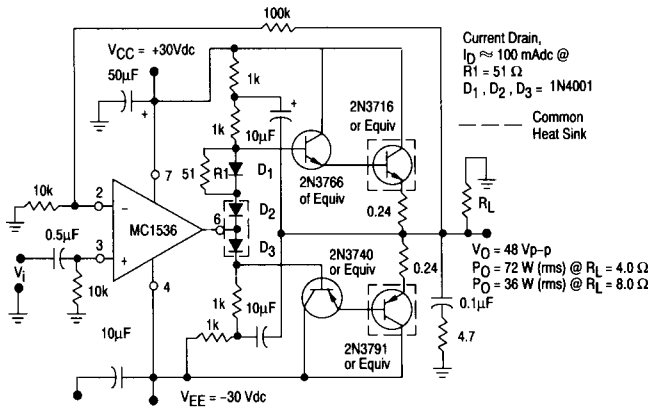 100k
Current Drain,
I_D ≈ 100 mAdc @
R1 = 51 Ω
D1 , D2 , D3 = 1N4001
Common
Heat Sink
V_CC = +30Vdc
50μF
+
1k
+
1k
10μF
2N3716
or Equiv
51
R1
D1
2N3766
of Equiv
7
10k
2
−
MC1536
6
D2
0.24
R_L
0.5μF
3
+
D3
2N3740
or Equiv
0.24
V_O = 48 Vp-p
P_O = 72 W (rms) @ R_L = 4.0 Ω
P_O = 36 W (rms) @ R_L = 8.0 Ω
V_i
10k
4
1k
10μF
0.1μF
10μF
1k
4.7
2N3791
or Equiv
V_EE = −30 Vdc